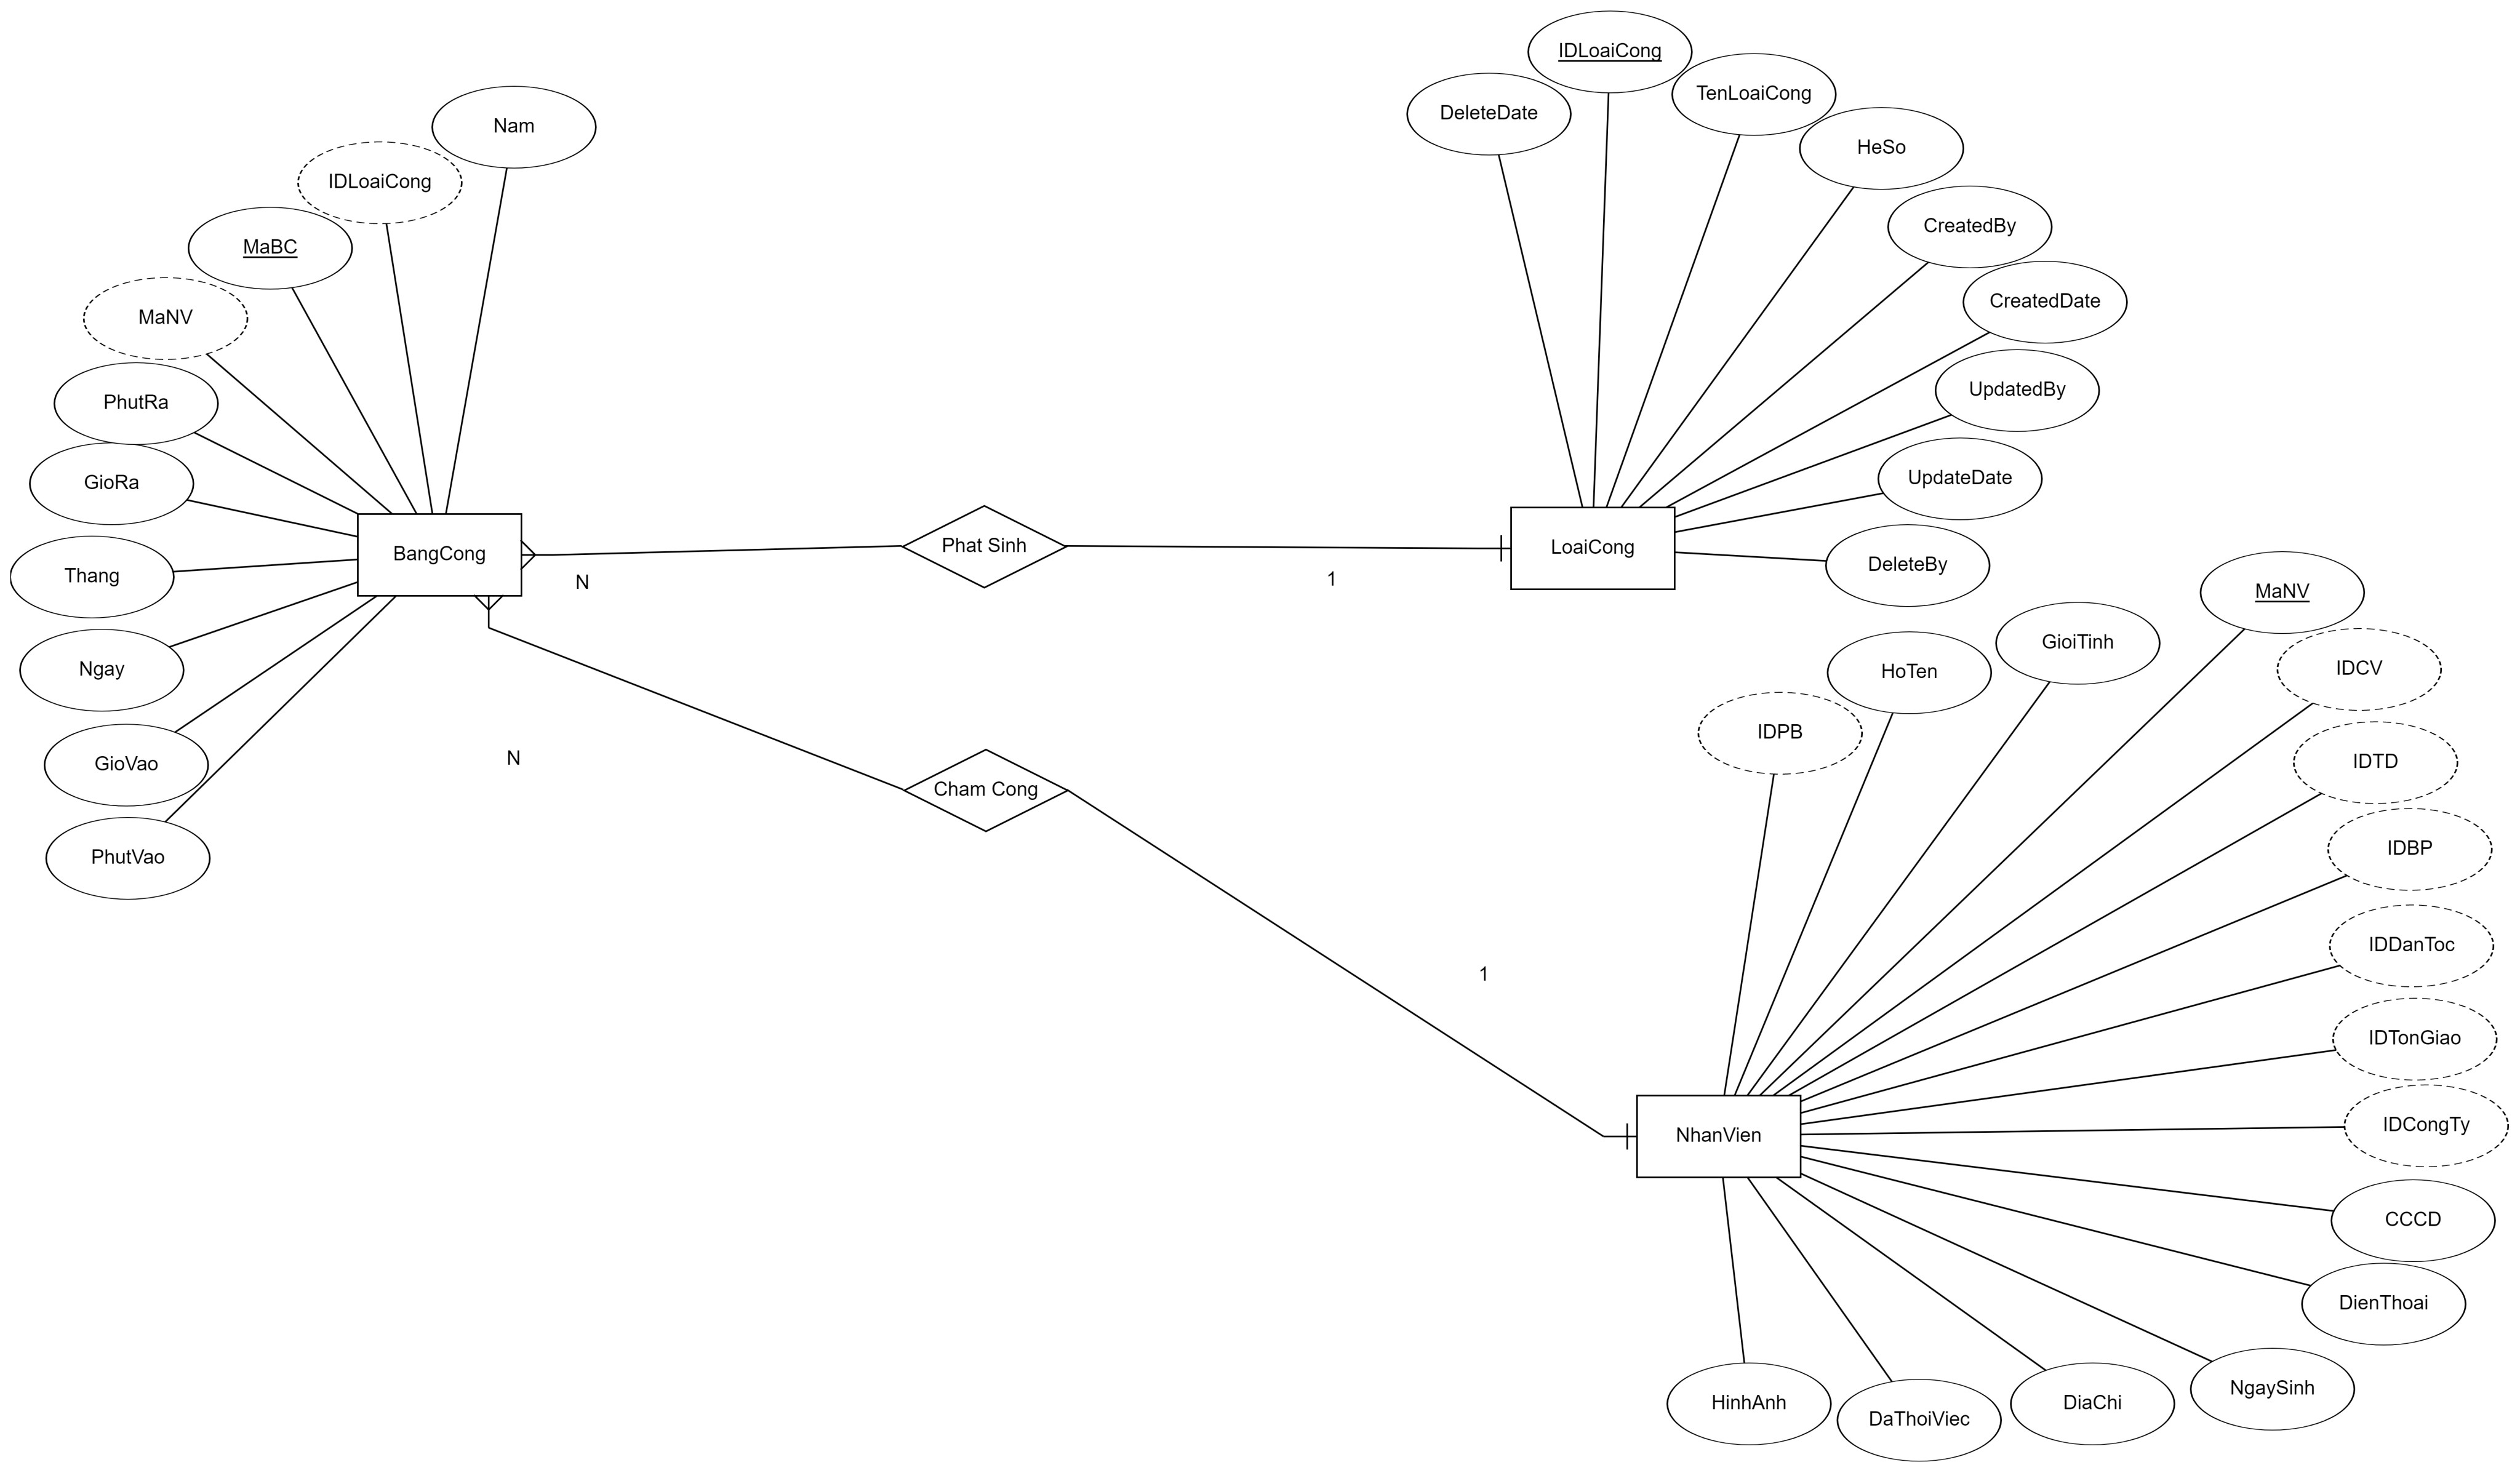 IDLoaiCong
DeleteDate
TenLoaiCong
HeSo
CreatedBy
CreatedDate
UpdatedBy
UpdateDate
DeleteBy
LoaiCong
Nam
IDLoaiCong
MaBC
MaNV
PhutRa
GioRa
Thang
Ngay
GioVao
PhutVao
BangCong
N
Phat Sinh
1
N
Cham Cong
1
MaNV
GioiTinh
HoTen
IDPB
IDCV
IDTD
IDBP
IDDanToc
IDTonGiao
IDCongTy
NhanVien
CCCD
DienThoai
NgaySinh
DiaChi
DaThoiViec
HinhAnh